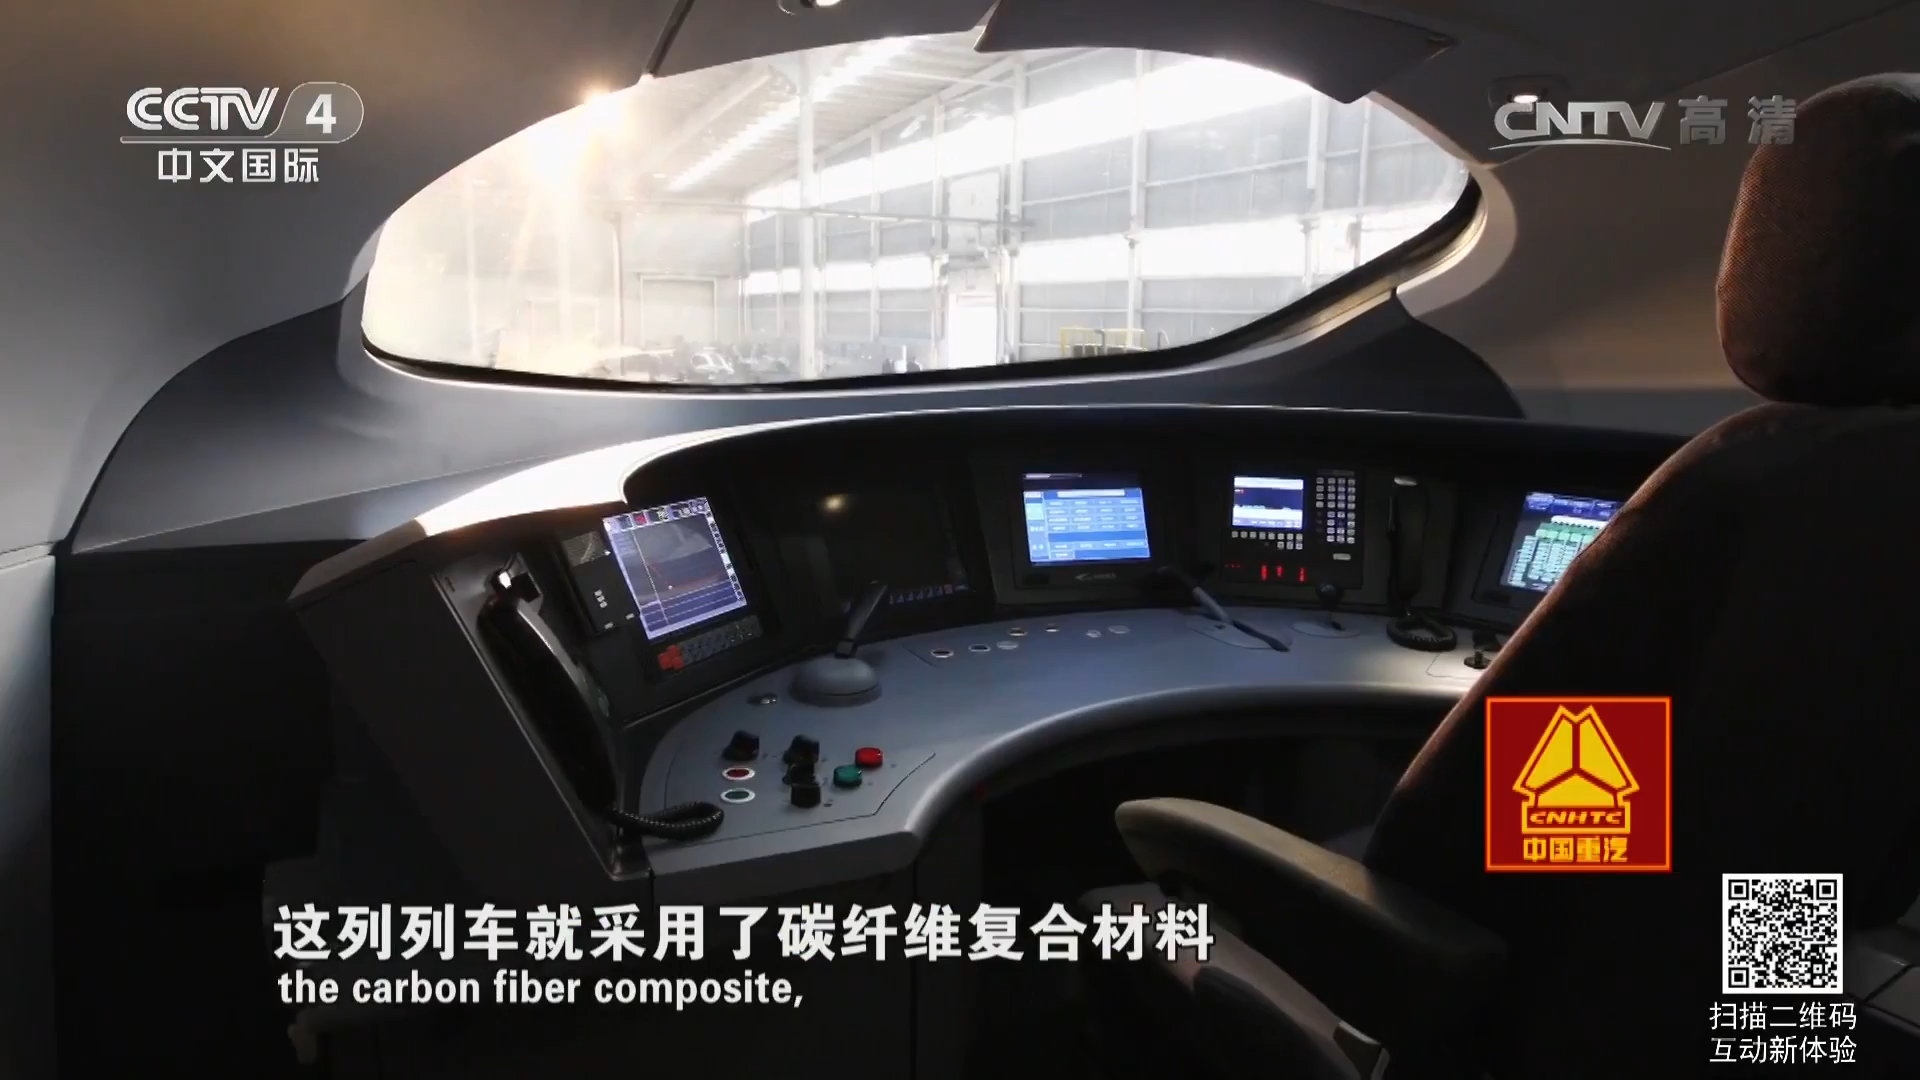 CCTV 4
中文国际
CNTV 高清
CNHTC
中国重汽
这列列车就采用了碳纤维复合材料
the carbon fiber composite,
扫描二维码
互动新体验